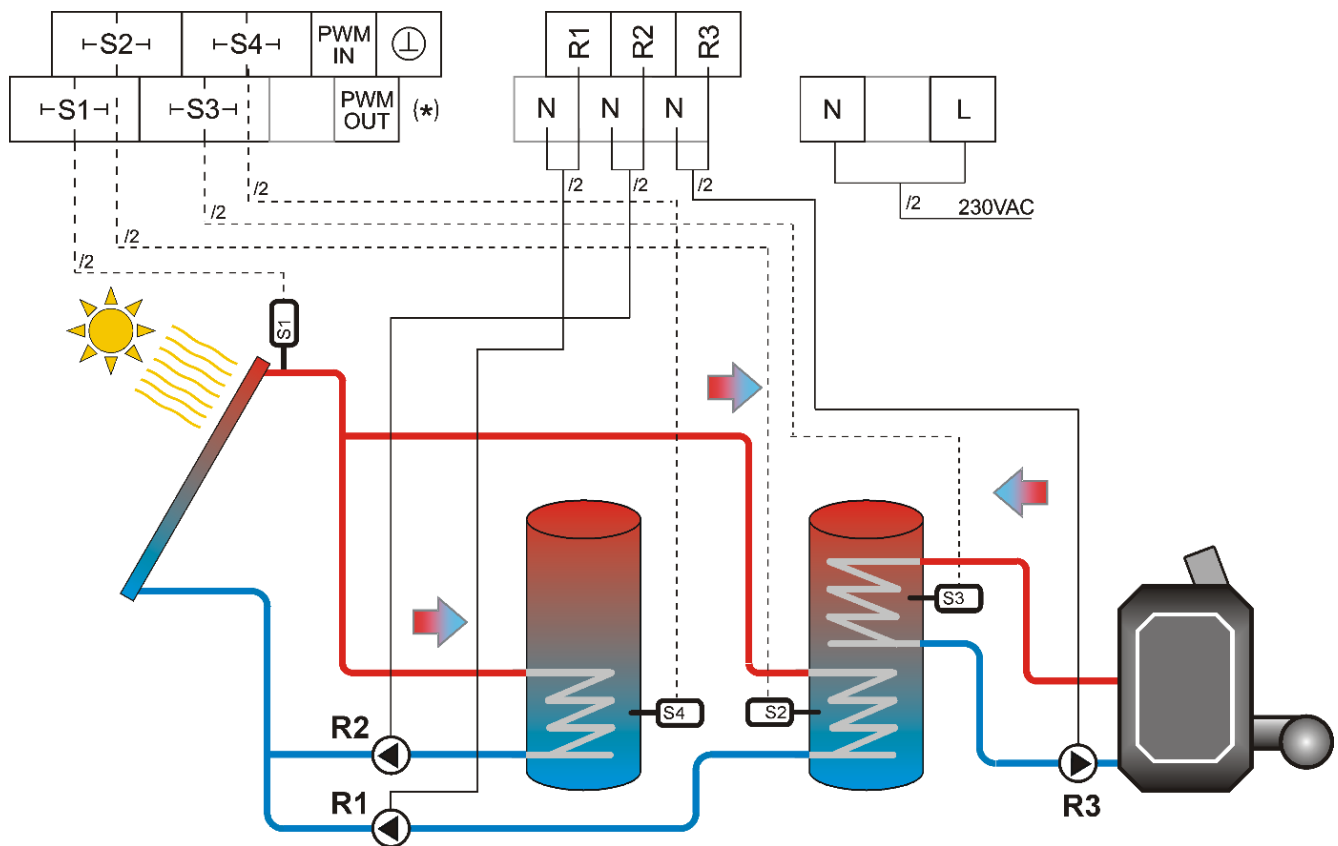 ⊢S2⊣ ⊢S4⊣ PWM IN
⊢S1⊣ ⊢S3⊣ PWM OUT (*)
R1 R2 R3
N N N
N L
/2 /2 /2
/2
/2
/2
/2
/2 230VAC
S1
S3
S4
S2
R2
R1
R3